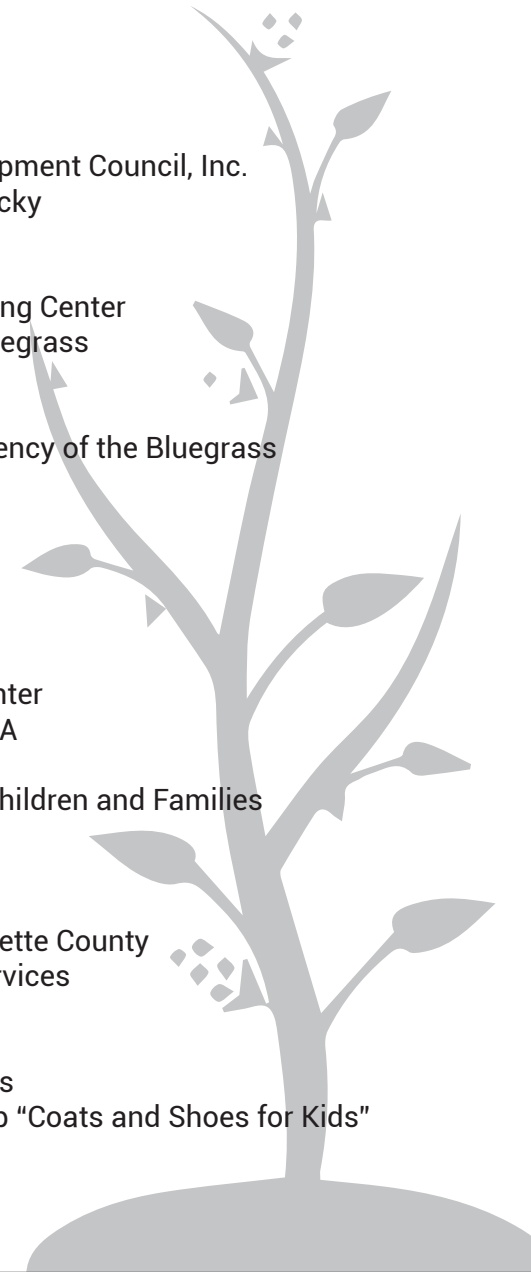 pment Council, Inc.
cky
ng Center
egrass
ency of the Bluegrass
nter
A
hildren and Families
ette County
rvices
s
p “Coats and Shoes for Kids”